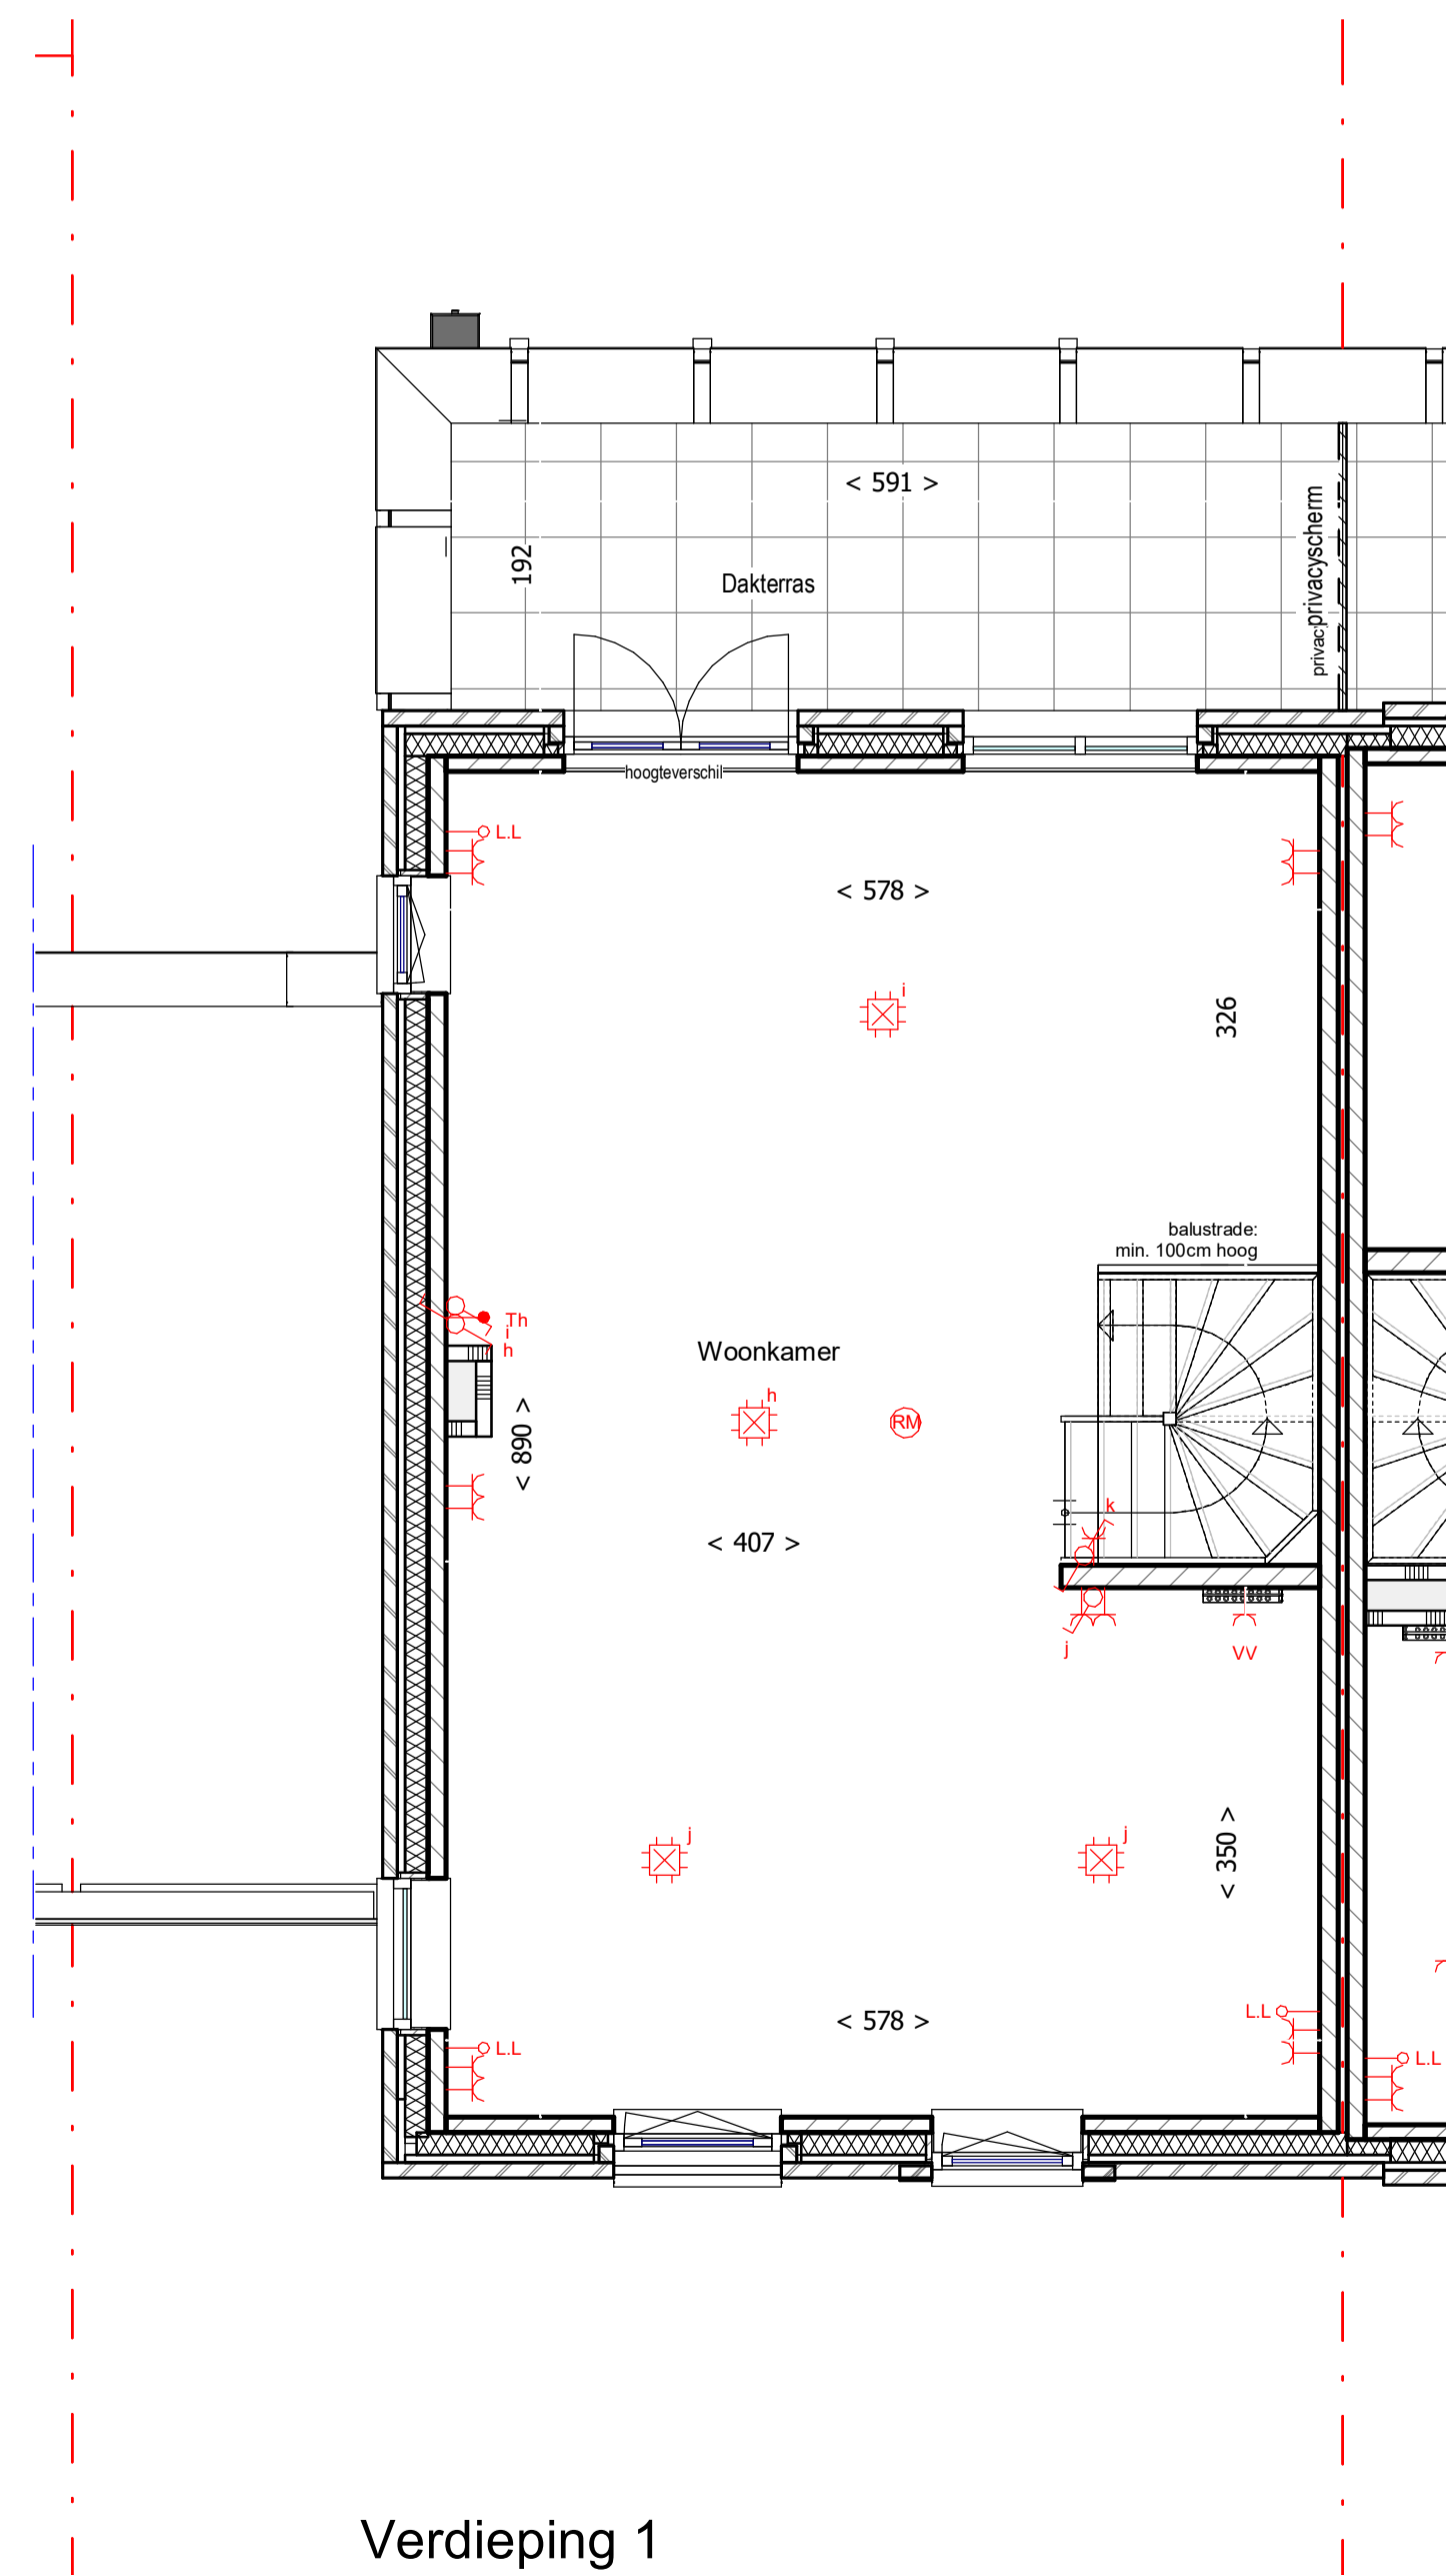 < 591 >
192
Dakterras
privacyscherm
privac
hoogteverschil
L.L
< 578 >
i
326
balustrade:
min. 100cm hoog
Th
i
h
Woonkamer
h
RM
< 890 >
k
< 407 >
j
VV
j
j
< 350 >
L.L
< 578 >
L.L
L.L
Verdieping 1